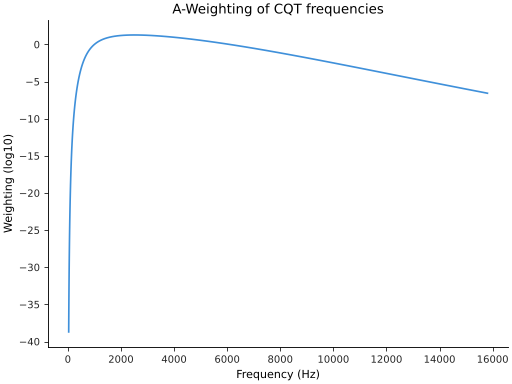 A-Weighting of CQT frequencies
Weighting (log10)
0
−5
−10
−15
−20
−25
−30
−35
−40
0 2000 4000 6000 8000 10000 12000 14000 16000
Frequency (Hz)